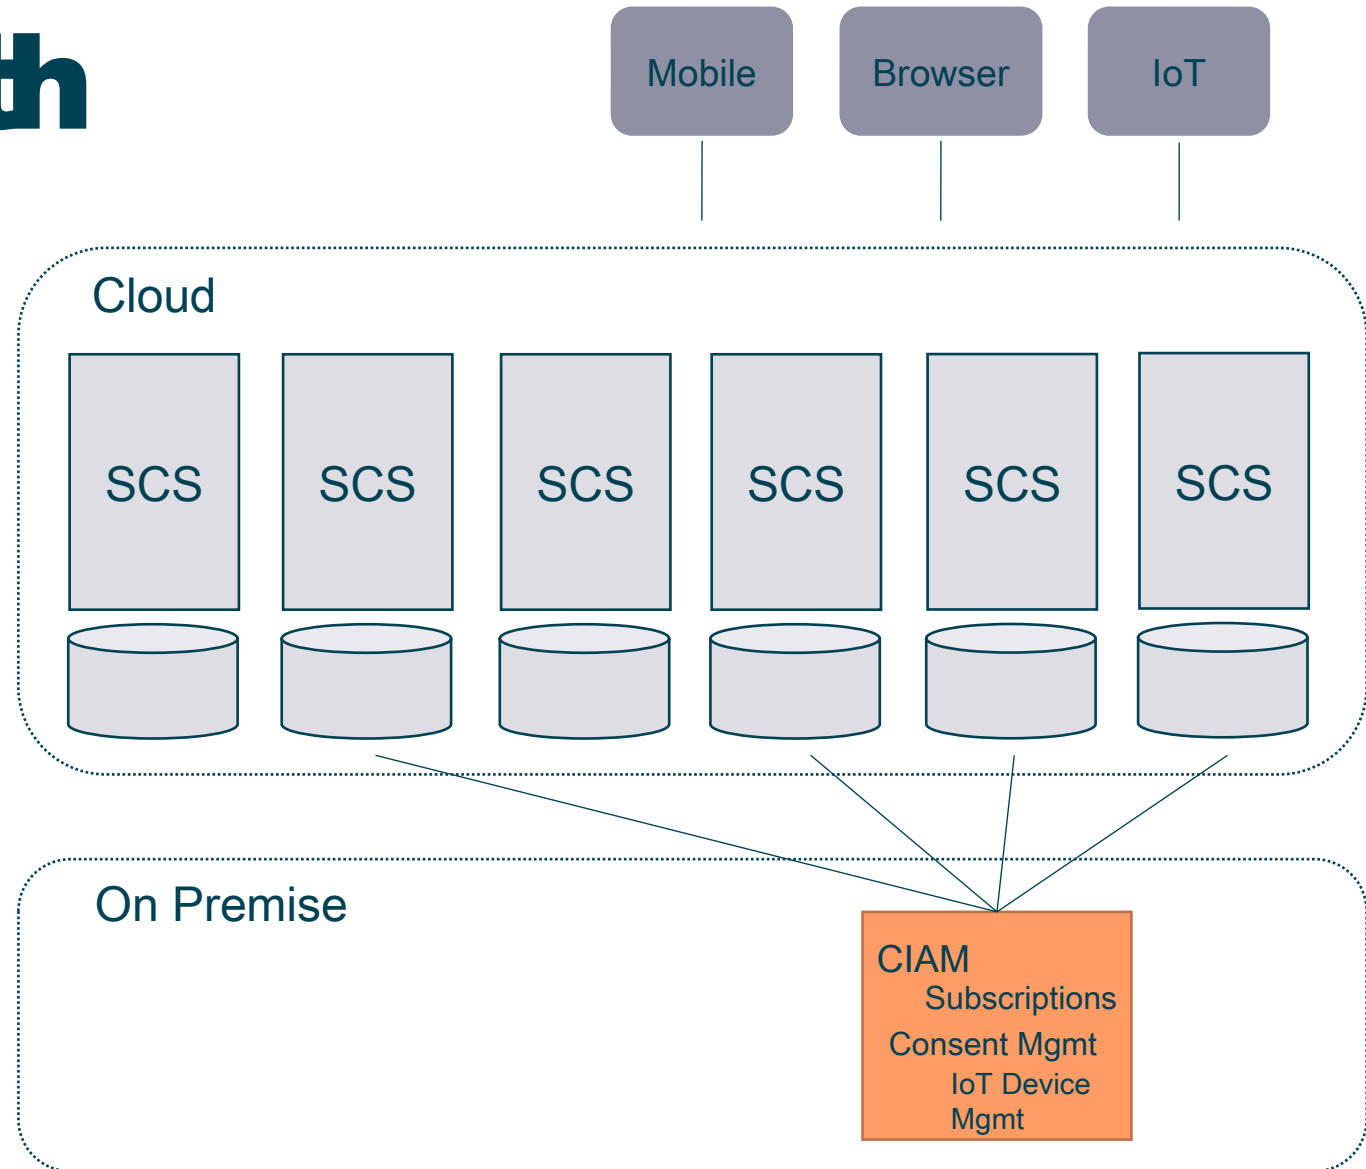 th
Mobile
Browser
IoT
Cloud
SCS
SCS
SCS
SCS
SCS
SCS
On Premise
CIAM
Subscriptions
Consent Mgmt
IoT Device
Mgmt